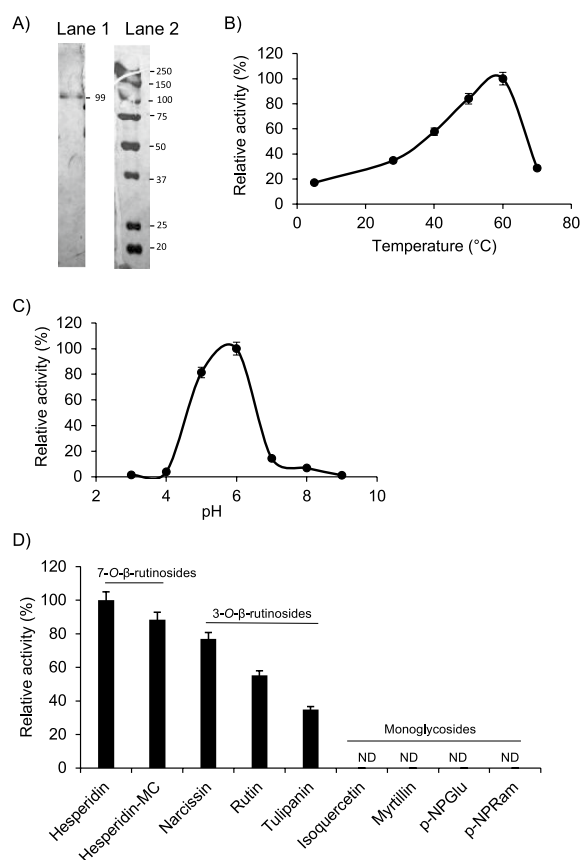 A)
Lane 1
Lane 2
250
150
99
100
75
50
37
25
20
B)
Relative activity (%)
120
100
80
60
40
20
0
0
20
40
60
80
Temperature (°C)
C)
Relative activity (%)
120
100
80
60
40
20
0
2
4
6
8
10
pH
D)
Relative activity (%)
120
100
80
60
40
20
0
7-O-β-rutinosides
3-O-β-rutinosides
Monoglycosides
ND ND ND ND
Hesperidin
Hesperidin-MC
Narcissin
Rutin
Tulipanin
Isoquercetin
Myrtillin
p-NPGlu
p-NPRam